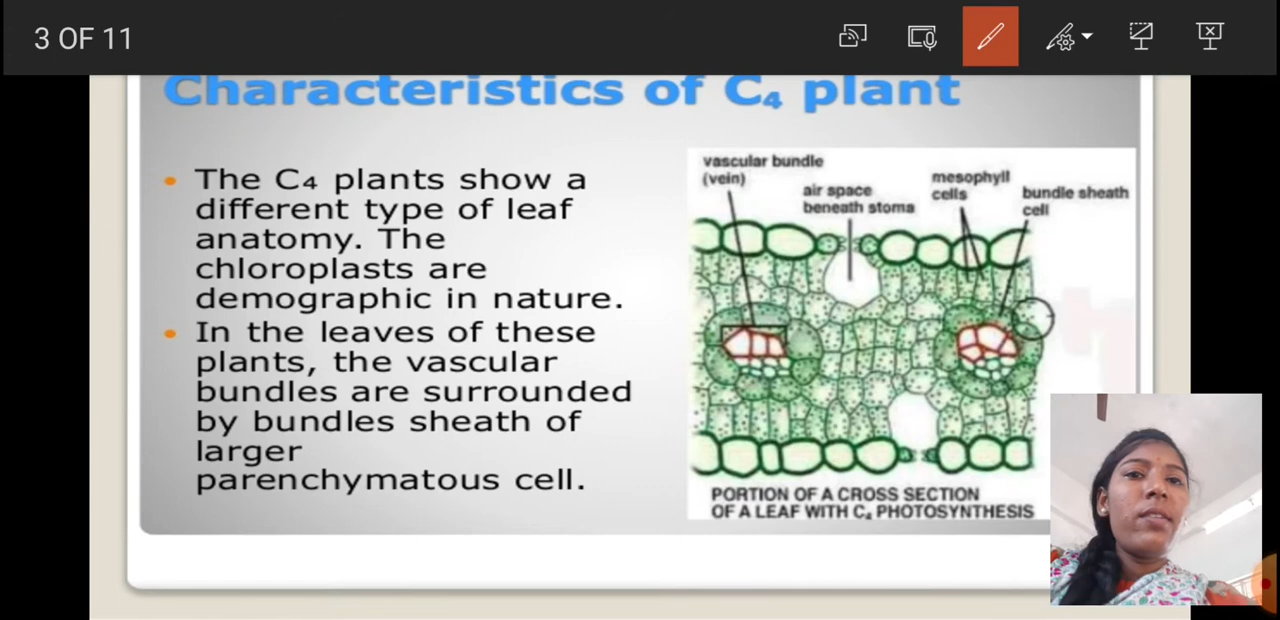 3 OF 11
Characteristics of C₄ plant
• The C₄ plants show a
different type of leaf
anatomy. The
chloroplasts are
demographic in nature.
• In the leaves of these
plants, the vascular
bundles are surrounded
by bundles sheath of
larger
parenchymatous cell.
vascular bundle
(vein)
air space
beneath stoma
mesophyll
cells
bundle sheath
cell
PORTION OF A CROSS SECTION
OF A LEAF WITH C₄ PHOTOSYNTHESIS